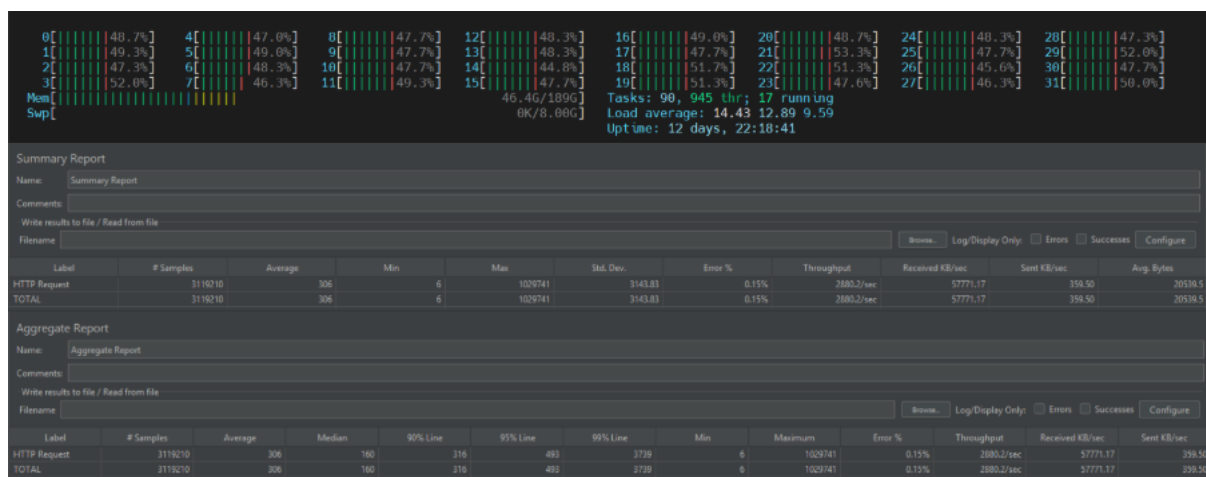 0[||||||48.7%] 4[||||||47.0%] 8[||||||47.7%] 12[||||||48.3%] 16[||||||49.0%] 20[||||||48.7%] 24[||||||48.3%] 28[||||||47.3%]
1[||||||49.3%] 5[||||||49.0%] 9[||||||47.7%] 13[||||||48.3%] 17[||||||47.7%] 21[||||||53.3%] 25[||||||47.7%] 29[||||||52.0%]
2[||||||47.3%] 6[||||||48.3%] 10[||||||47.7%] 14[||||||44.8%] 18[||||||51.7%] 22[||||||51.3%] 26[||||||45.6%] 30[||||||47.7%]
3[||||||52.0%] 7[||||| 46.3%] 11[||||||49.3%] 15[||||||47.7%] 19[||||||51.3%] 23[||||||47.6%] 27[||||||46.3%] 31[||||||50.0%]
Mem[|||||||||||||||||||||||| 46.4G/189G] Tasks: 90, 945 thr; 17 running
Swp[ 0K/8.00G] Load average: 14.43 12.89 9.59
Uptime: 12 days, 22:18:41
Summary Report
Name: Summary Report
Comments:
Write results to file / Read from file
Filename Browse... Log/Display Only: Errors Successes Configure
Label # Samples Average Min Max Std. Dev. Error % Throughput Received KB/sec Sent KB/sec Avg. Bytes
HTTP Request 3119210 306 6 1029741 3143.83 0.15% 2880.2/sec 57771.17 359.50 20539.5
TOTAL 3119210 306 6 1029741 3143.83 0.15% 2880.2/sec 57771.17 359.50 20539.5
Aggregate Report
Name: Aggregate Report
Comments:
Write results to file / Read from file
Filename Browse... Log/Display Only: Errors Successes Configure
Label # Samples Average Median 90% Line 95% Line 99% Line Min Maximum Error % Throughput Received KB/sec Sent KB/sec
HTTP Request 3119210 306 160 316 493 3739 6 1029741 0.15% 2880.2/sec 57771.17 359.50
TOTAL 3119210 306 160 316 493 3739 6 1029741 0.15% 2880.2/sec 57771.17 359.50